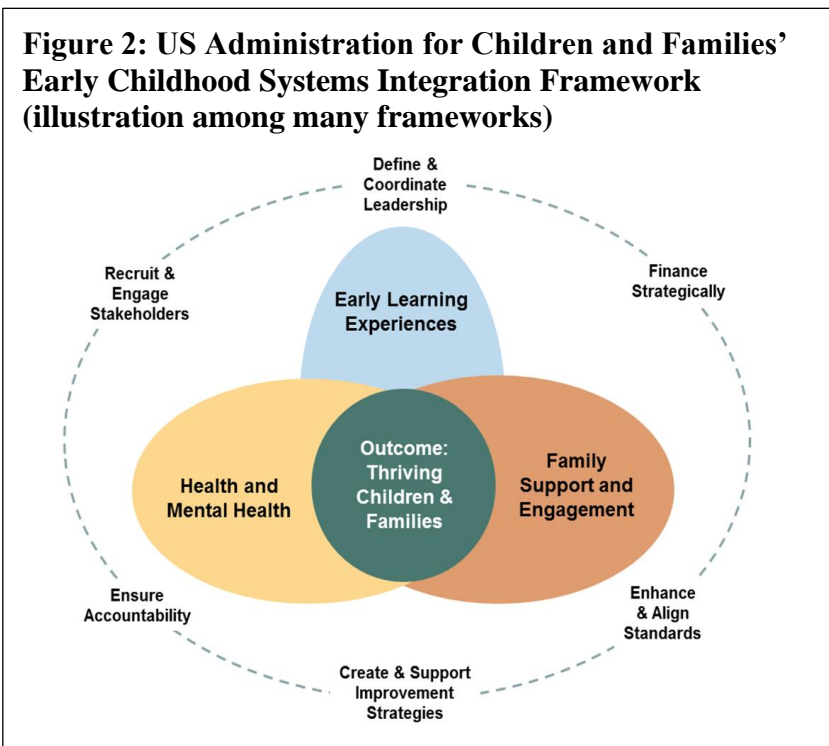 Figure 2: US Administration for Children and Families’
Early Childhood Systems Integration Framework
(illustration among many frameworks)
Define &
Coordinate
Leadership
Recruit &
Engage
Stakeholders
Finance
Strategically
Early Learning
Experiences
Health and
Mental Health
Outcome:
Thriving
Children &
Families
Family
Support and
Engagement
Ensure
Accountability
Enhance
& Align
Standards
Create & Support
Improvement
Strategies